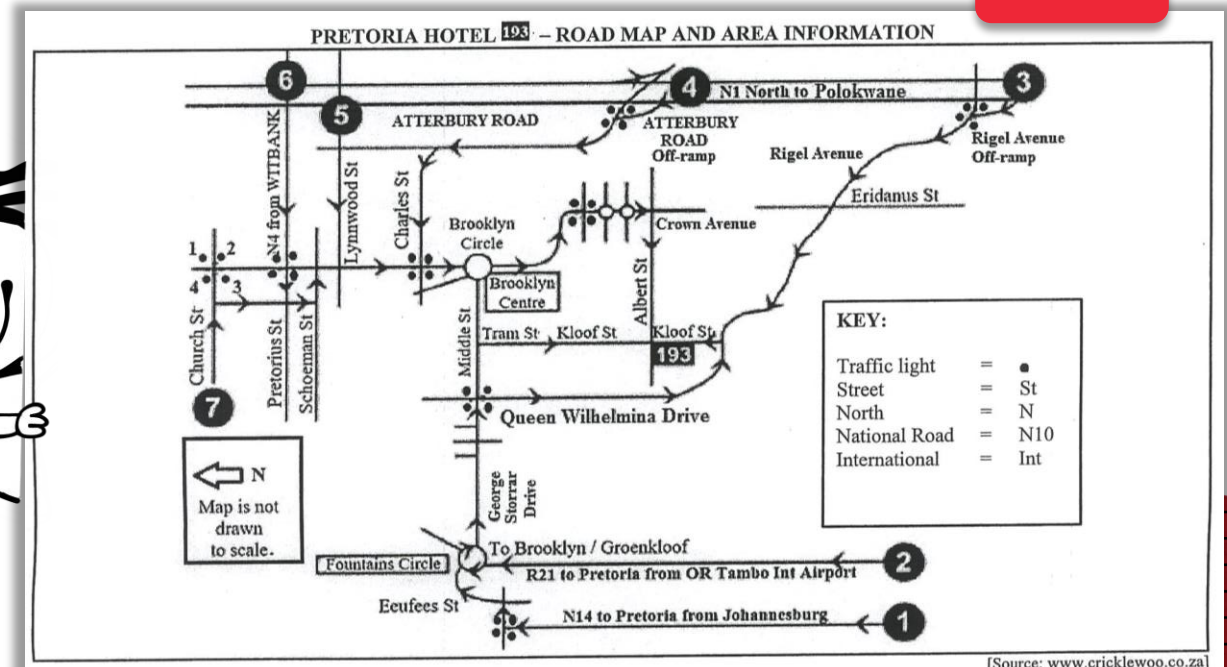 PRETORIA HOTEL 193 – ROAD MAP AND AREA INFORMATION
6
5
4
3
N1 North to Polokwane
ATTERBURY ROAD
ATTERBURY
ROAD
Off-ramp
Rigel Avenue
Rigel Avenue
Off-ramp
Eridanus St
N4 from WITBANK
Lynnwood St
Charles St
Brooklyn
Circle
Crown Avenue
Brooklyn
Centre
Albert St
1
2
4
3
Church St
Pretorius St
Schoeman St
Middle St
Tram St
Kloof St
Kloof St
193
7
Queen Wilhelmina Drive
KEY:
Traffic light = ●
Street = St
North = N
National Road = N10
International = Int
N
Map is not
drawn
to scale.
George
Storrar
Drive
To Brooklyn / Groenkloof
Fountains Circle
R21 to Pretoria from OR Tambo Int Airport
2
Eeufees St
N14 to Pretoria from Johannesburg
1
[Source: www.cricklewoo.co.za]